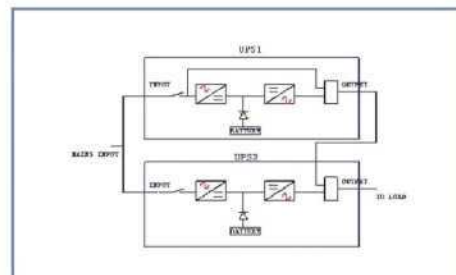 UPS1
INPUT
OUTPUT
BATTERY
MAINS INPUT
UPS2
INPUT
OUTPUT
TO LOAD
BATTERY